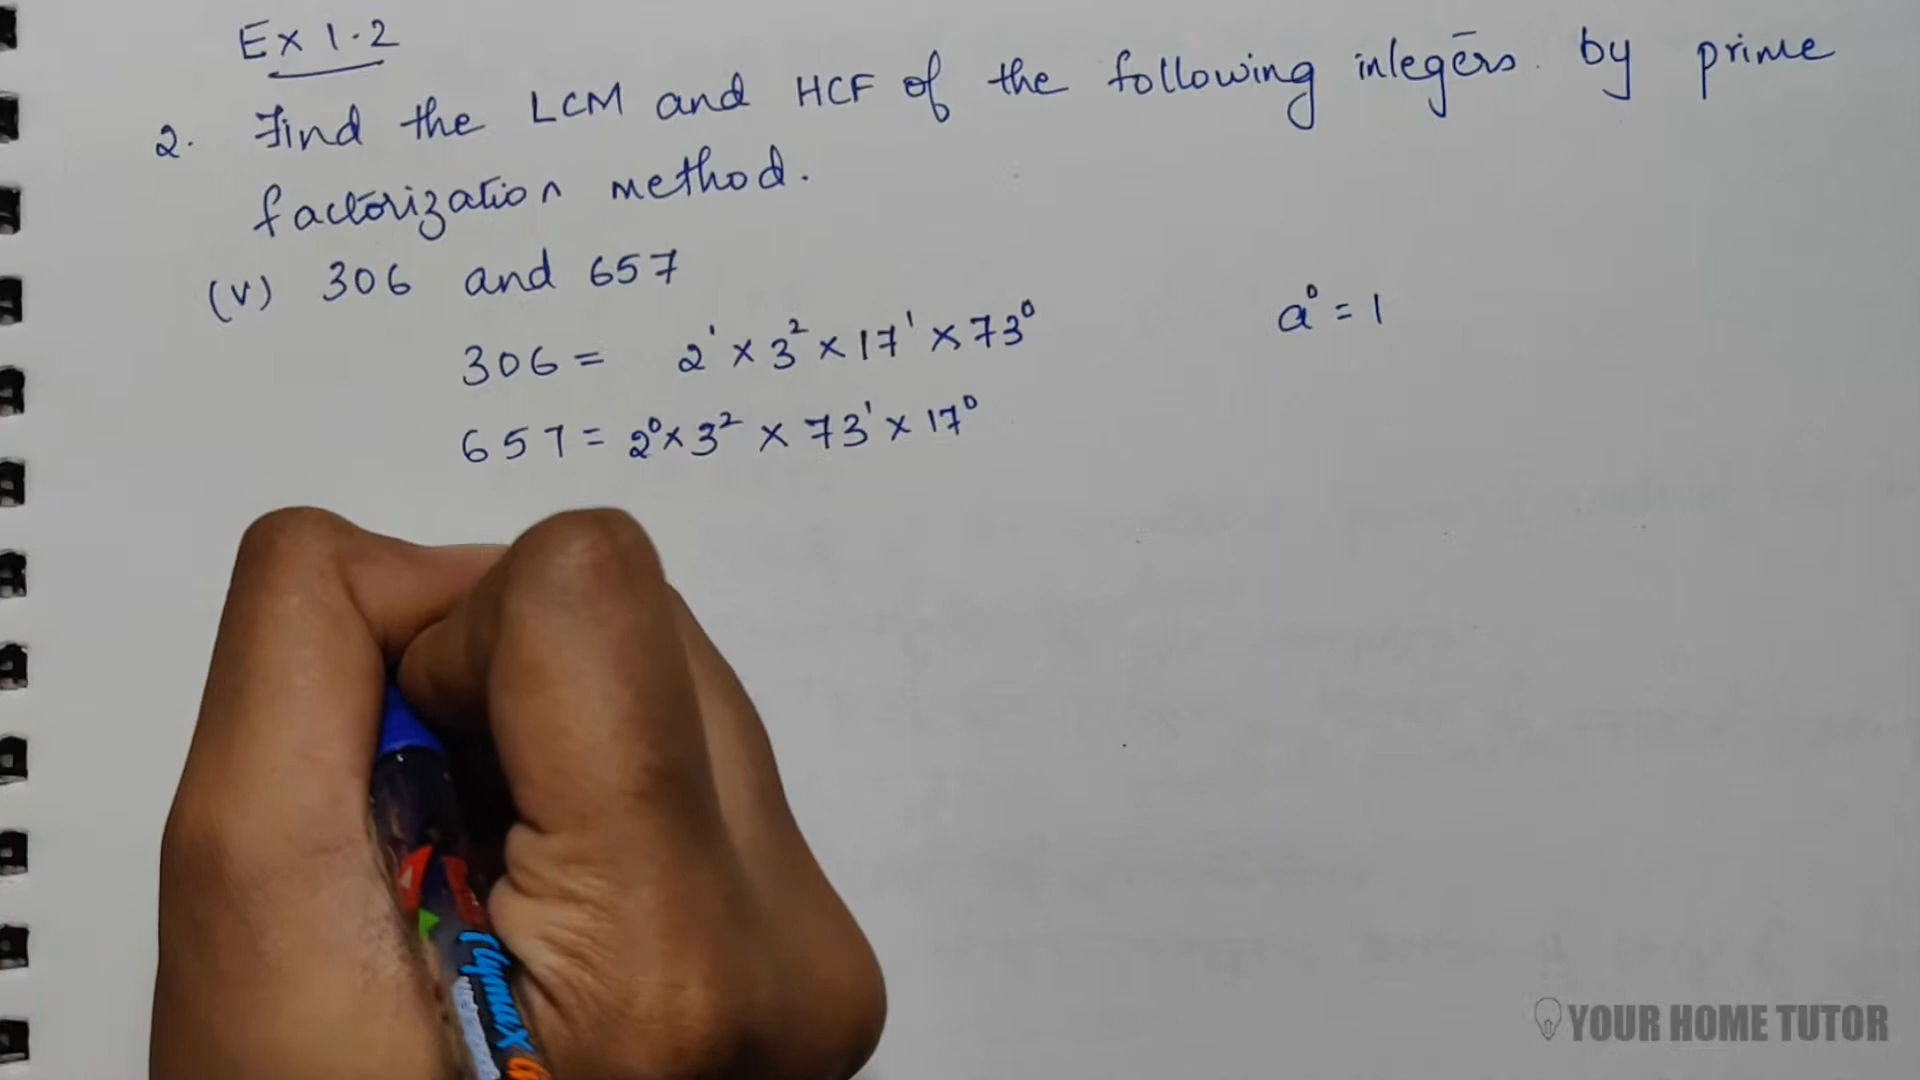 Ex 1.2
2. Find the LCM and HCF of the following integers by prime
factorization method.
(V) 306 and 657
306 = 2¹ × 3² × 17¹ × 73⁰
a⁰ = 1
657 = 2⁰ × 3² × 73¹ × 17⁰
YOUR HOME TUTOR